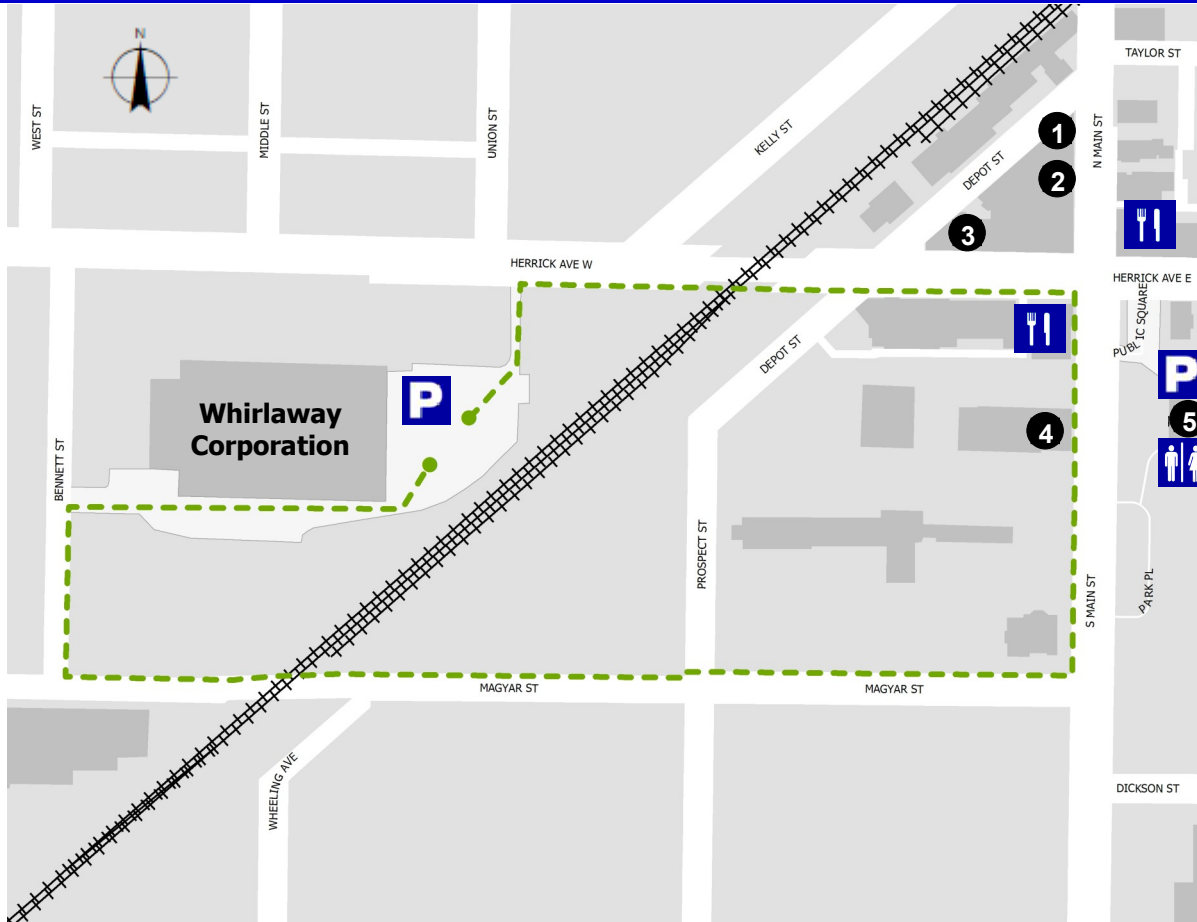 N
TAYLOR ST
WEST ST
MIDDLE ST
UNION ST
KELLY ST
DEPOT ST
N MAIN ST
1
2
3
HERRICK AVE W
HERRICK AVE E
PUBL
IC SQUARE
DEPOT ST
P
P
Whirlaway
Corporation
4
5
BENNETT ST
PROSPECT ST
S MAIN ST
PARK PL
MAGYAR ST
MAGYAR ST
WHEELING AVE
DICKSON ST